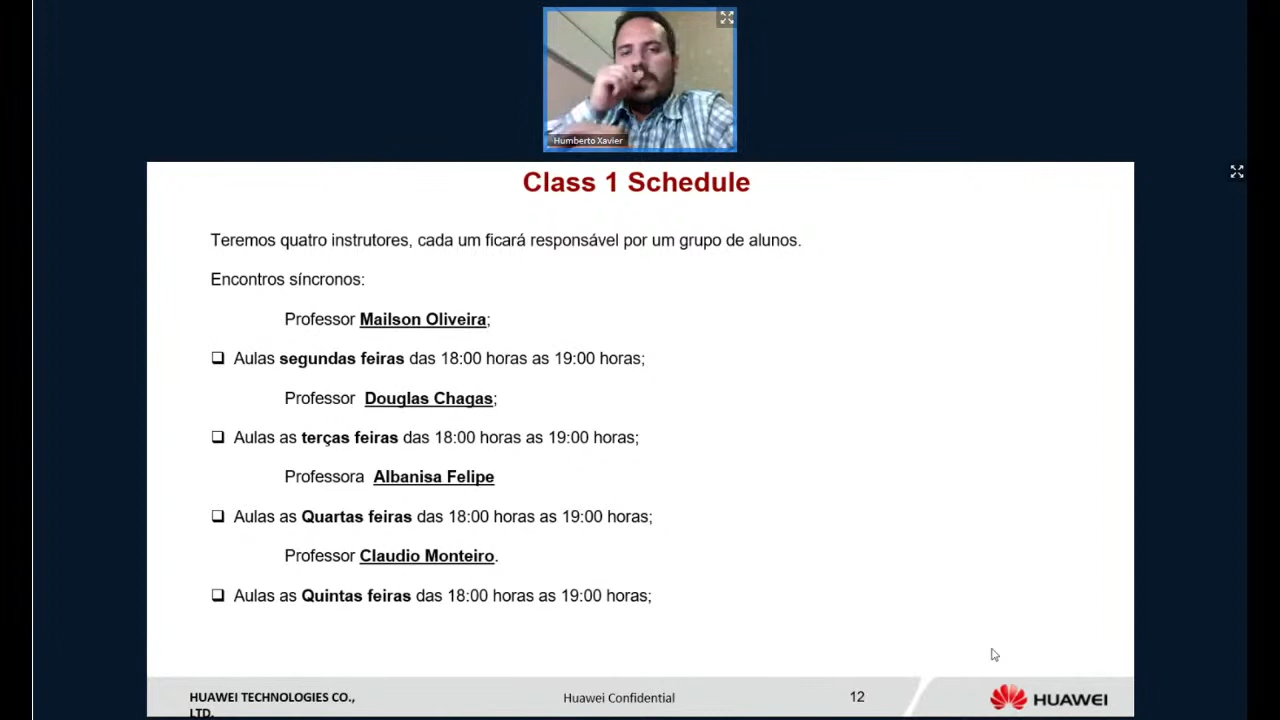 Humberto Xavier
Class 1 Schedule
Teremos quatro instrutores, cada um ficará responsável por um grupo de alunos.
Encontros síncronos:
Professor Mailson Oliveira;
Aulas segundas feiras das 18:00 horas as 19:00 horas;
Professor Douglas Chagas;
Aulas as terças feiras das 18:00 horas as 19:00 horas;
Professora Albanisa Felipe
Aulas as Quartas feiras das 18:00 horas as 19:00 horas;
Professor Claudio Monteiro.
Aulas as Quintas feiras das 18:00 horas as 19:00 horas;
HUAWEI TECHNOLOGIES CO.,
LTD.
Huawei Confidential
12
HUAWEI